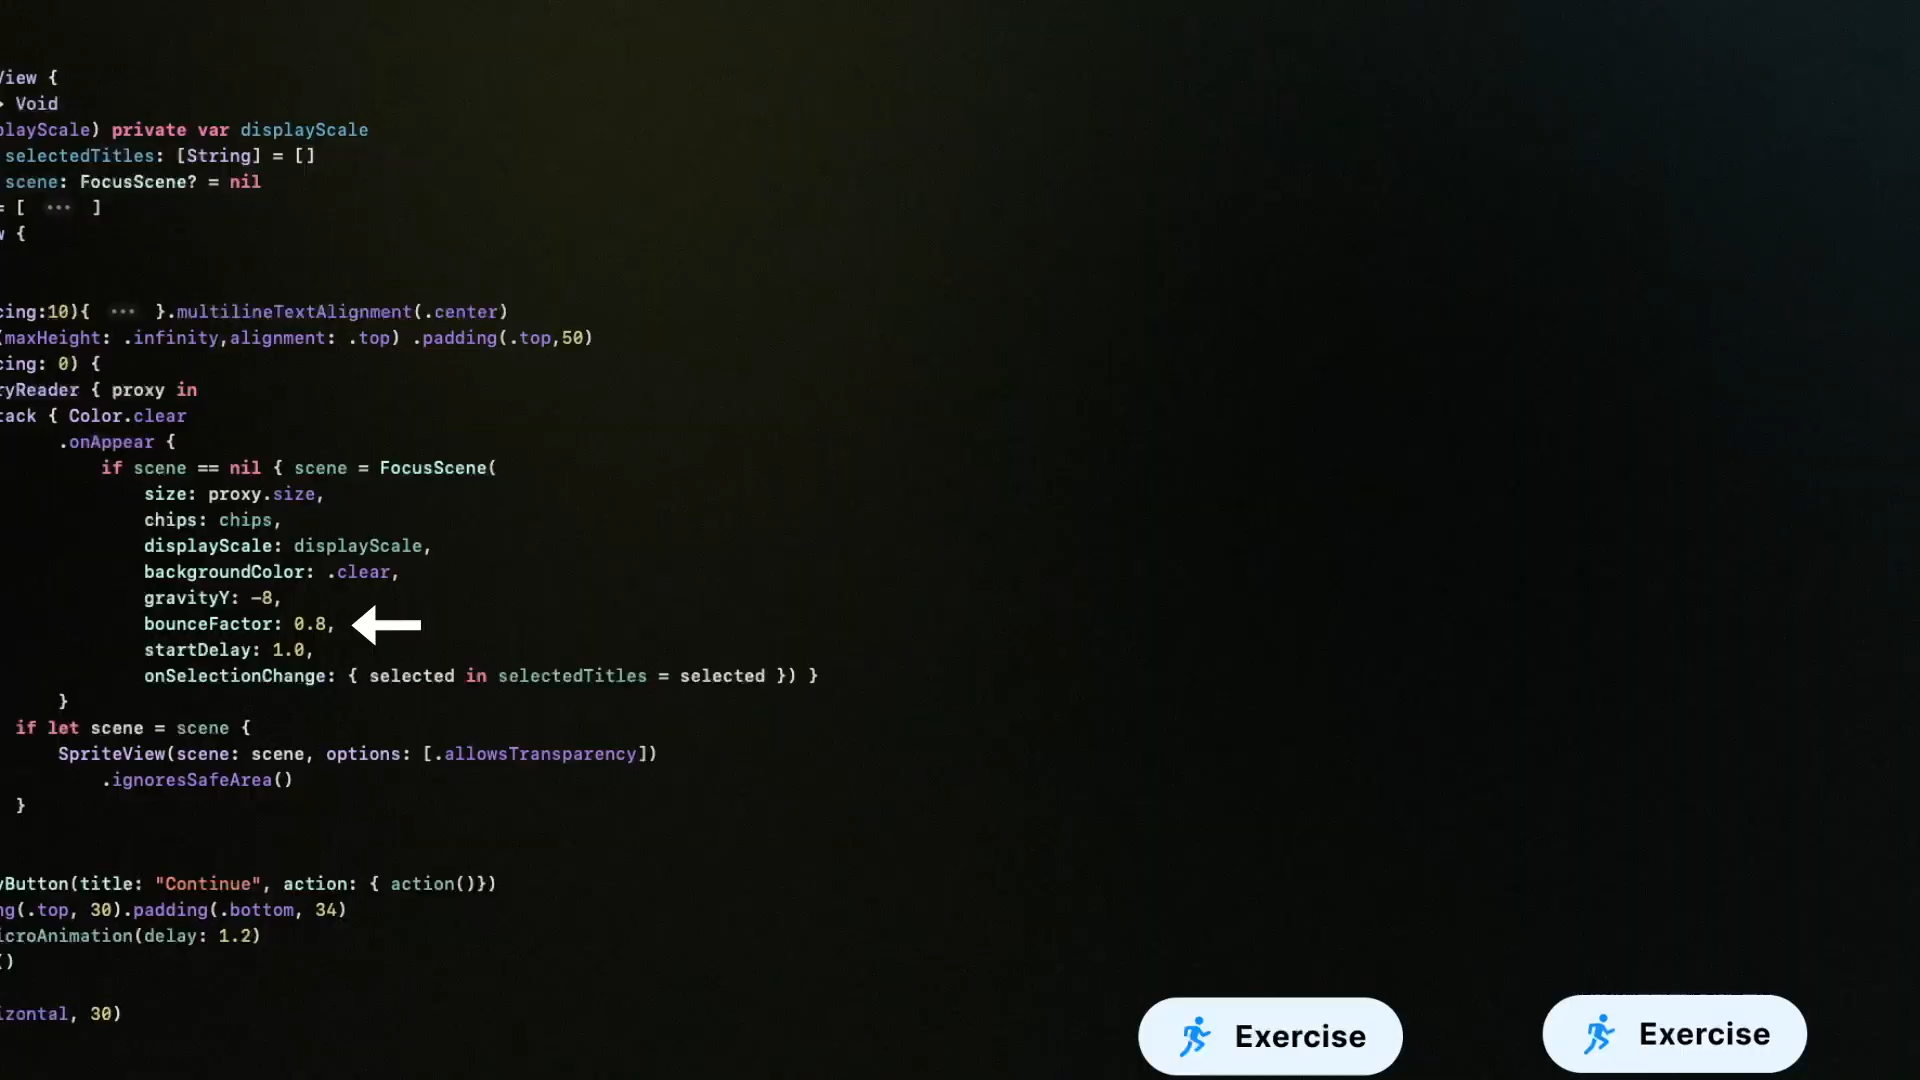 View {
Void
playScale) private var displayScale
selectedTitles: [String] = []
scene: FocusScene? = nil
= [ ••• ]
w {
cing:10){ ••• }.multilineTextAlignment(.center)
(maxHeight: .infinity,alignment: .top) .padding(.top,50)
cing: 0) {
ryReader { proxy in
tack { Color.clear
.onAppear {
if scene == nil { scene = FocusScene(
size: proxy.size,
chips: chips,
displayScale: displayScale,
backgroundColor: .clear,
gravityY: -8,
bounceFactor: 0.8,
startDelay: 1.0,
onSelectionChange: { selected in selectedTitles = selected }) }
}
if let scene = scene {
SpriteView(scene: scene, options: [.allowsTransparency])
.ignoresSafeArea()
}
yButton(title: "Continue", action: { action()})
ng(.top, 30).padding(.bottom, 34)
icroAnimation(delay: 1.2)
()
izontal, 30)
Exercise
Exercise